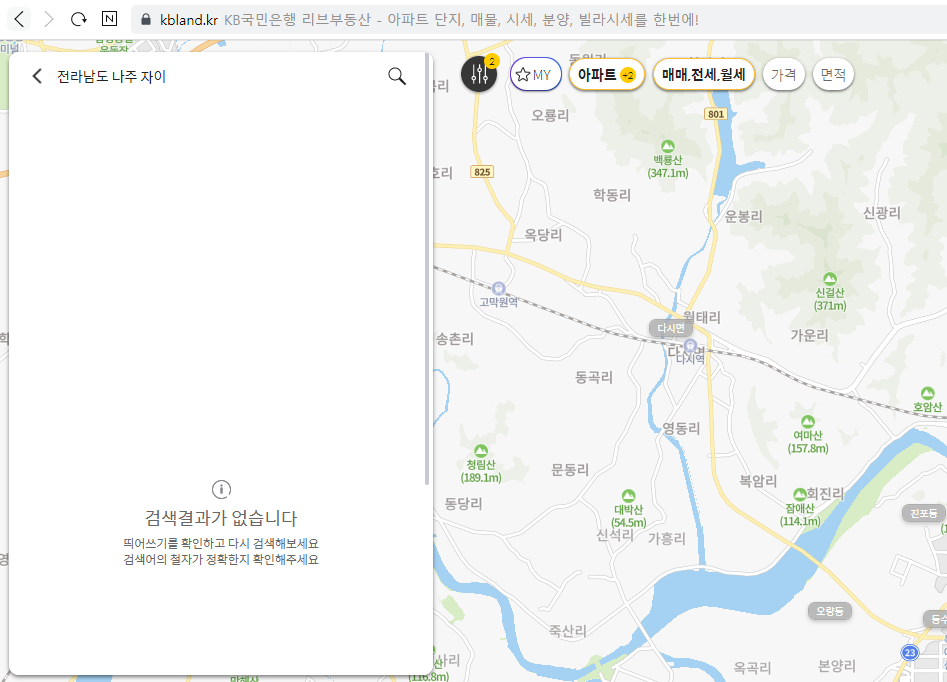 kbland.kr KB국민은행 리브부동산 - 아파트 단지, 매물, 시세, 분양, 빌라시세를 한번에!
전라남도 나주 자이
2
MY
아파트 +2
매매,전세,월세
가격
면적
검색결과가 없습니다
띄어쓰기를 확인하고 다시 검색해보세요
검색어의 철자가 정확한지 확인해주세요
오룡리
801
백룡산
(347.1m)
825
호리
학동리
운봉리
신광리
옥당리
고막원역
신걸산
(371m)
월태리
다시면
다시역
가운리
송촌리
동곡리
호암산
영동리
여마산
(157.8m)
청림산
(189.1m)
문동리
복암리
회진리
동당리
대박산
(54.5m)
잠애산
(114.1m)
진포동
신석리
가흥리
오량동
죽산리
23
옥곡리
본양리
(116.8m)